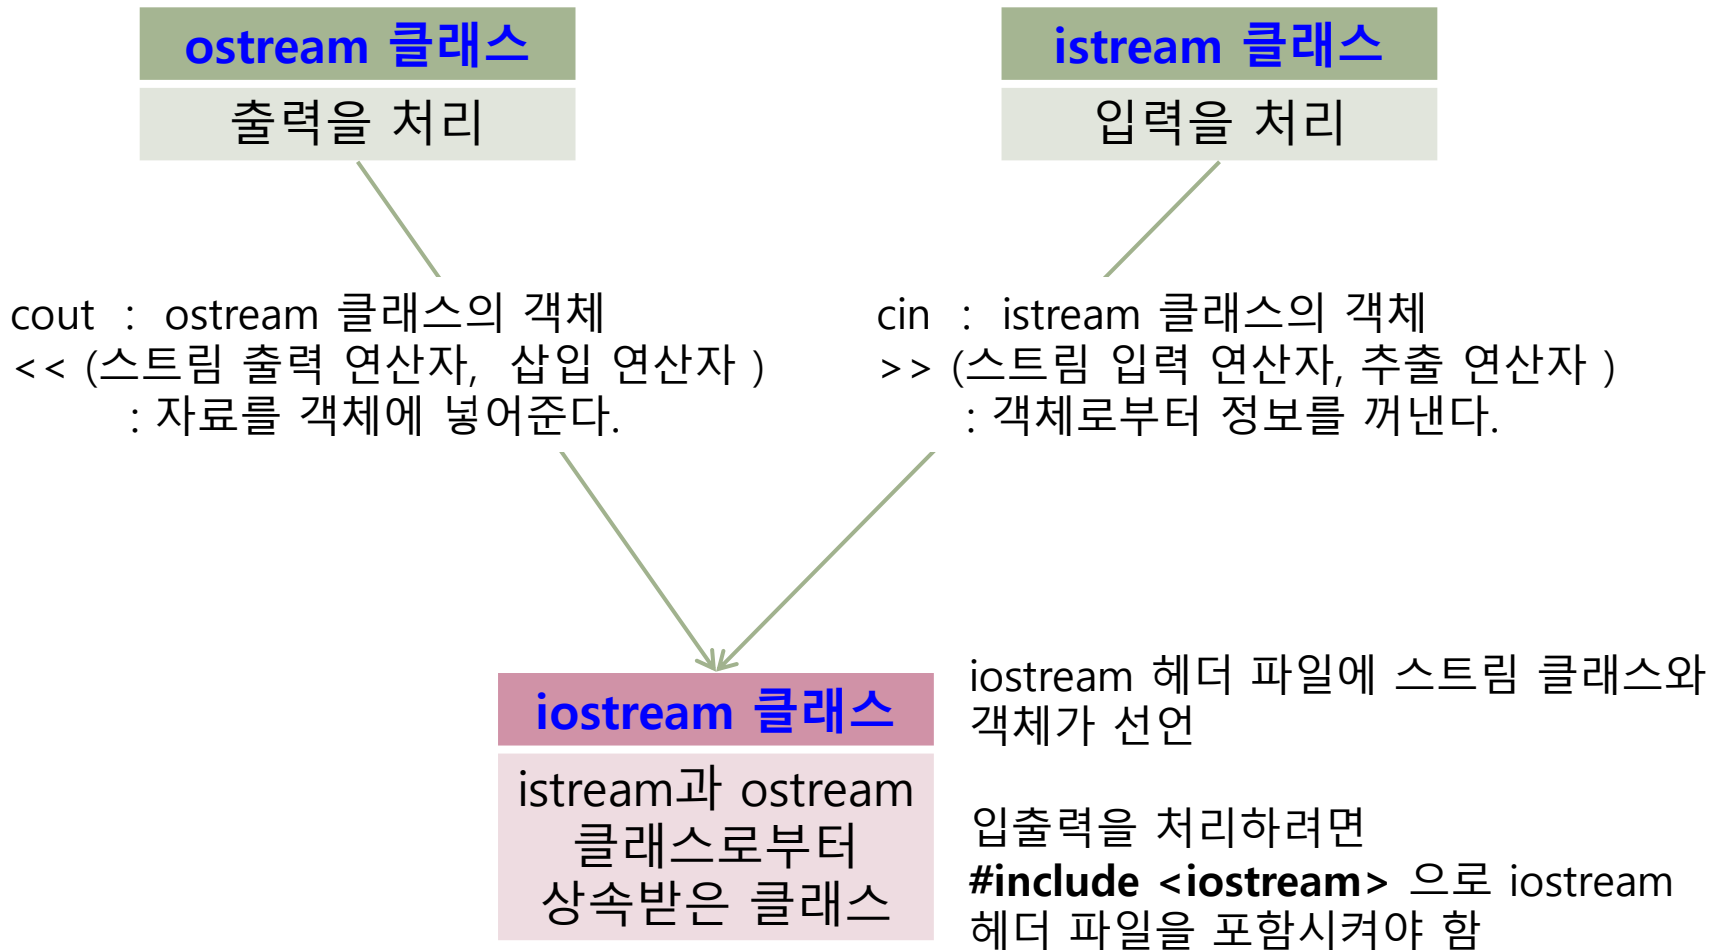 ostream 클래스
출력을 처리
istream 클래스
입력을 처리
cout : ostream 클래스의 객체
<< (스트림 출력 연산자, 삽입 연산자 )
: 자료를 객체에 넣어준다.
cin : istream 클래스의 객체
>> (스트림 입력 연산자, 추출 연산자 )
: 객체로부터 정보를 꺼낸다.
iostream 클래스
istream과 ostream
클래스로부터
상속받은 클래스
iostream 헤더 파일에 스트림 클래스와
객체가 선언
입출력을 처리하려면
#include <iostream> 으로 iostream
헤더 파일을 포함시켜야 함